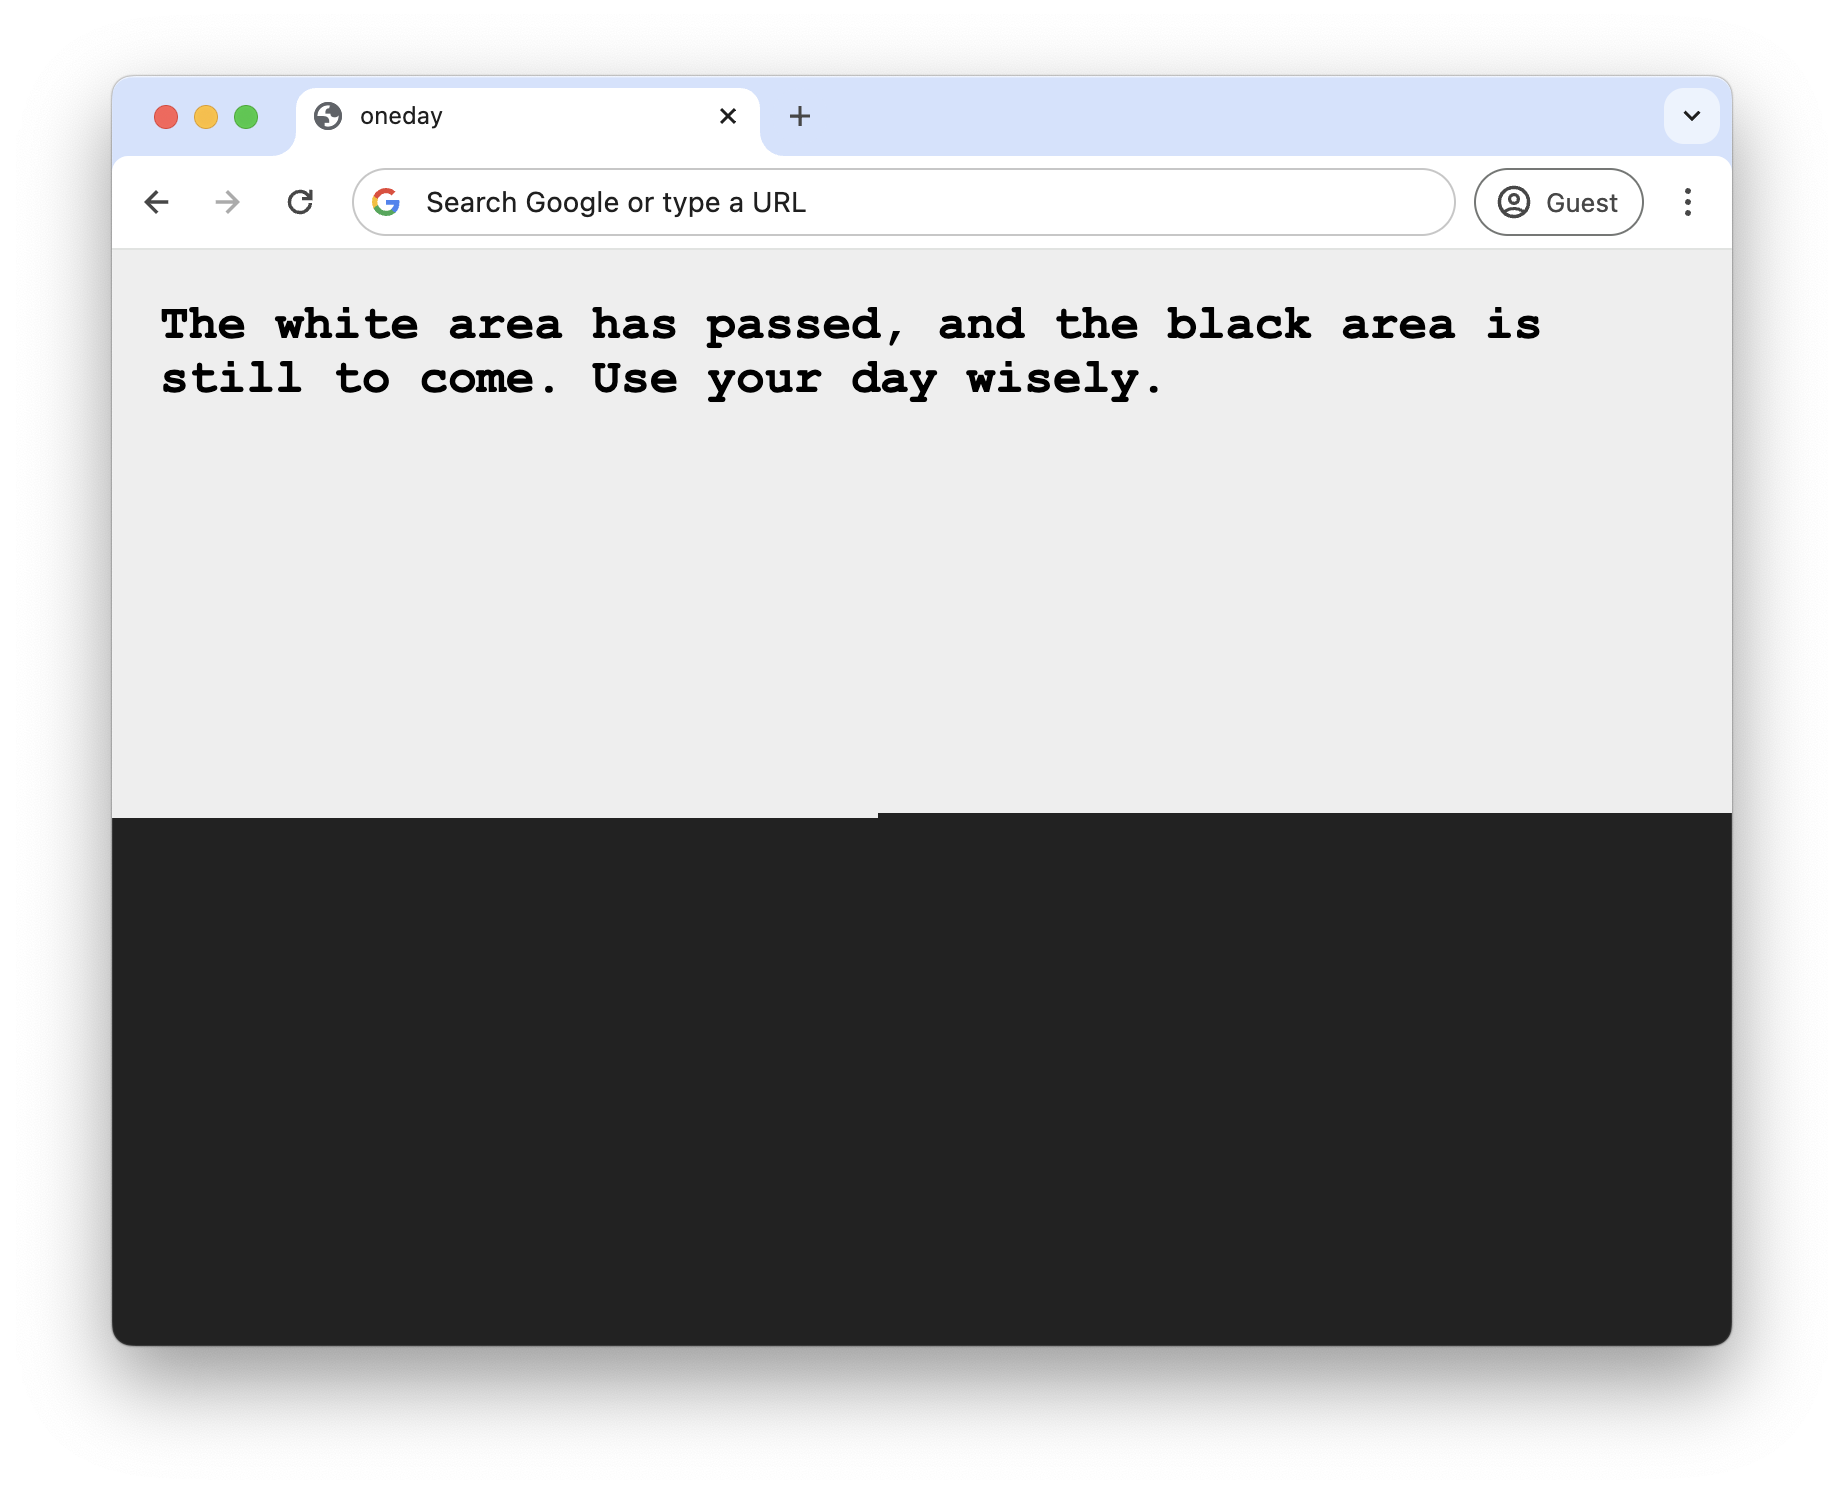 oneday
Search Google or type a URL
Guest
The white area has passed, and the black area is
still to come. Use your day wisely.